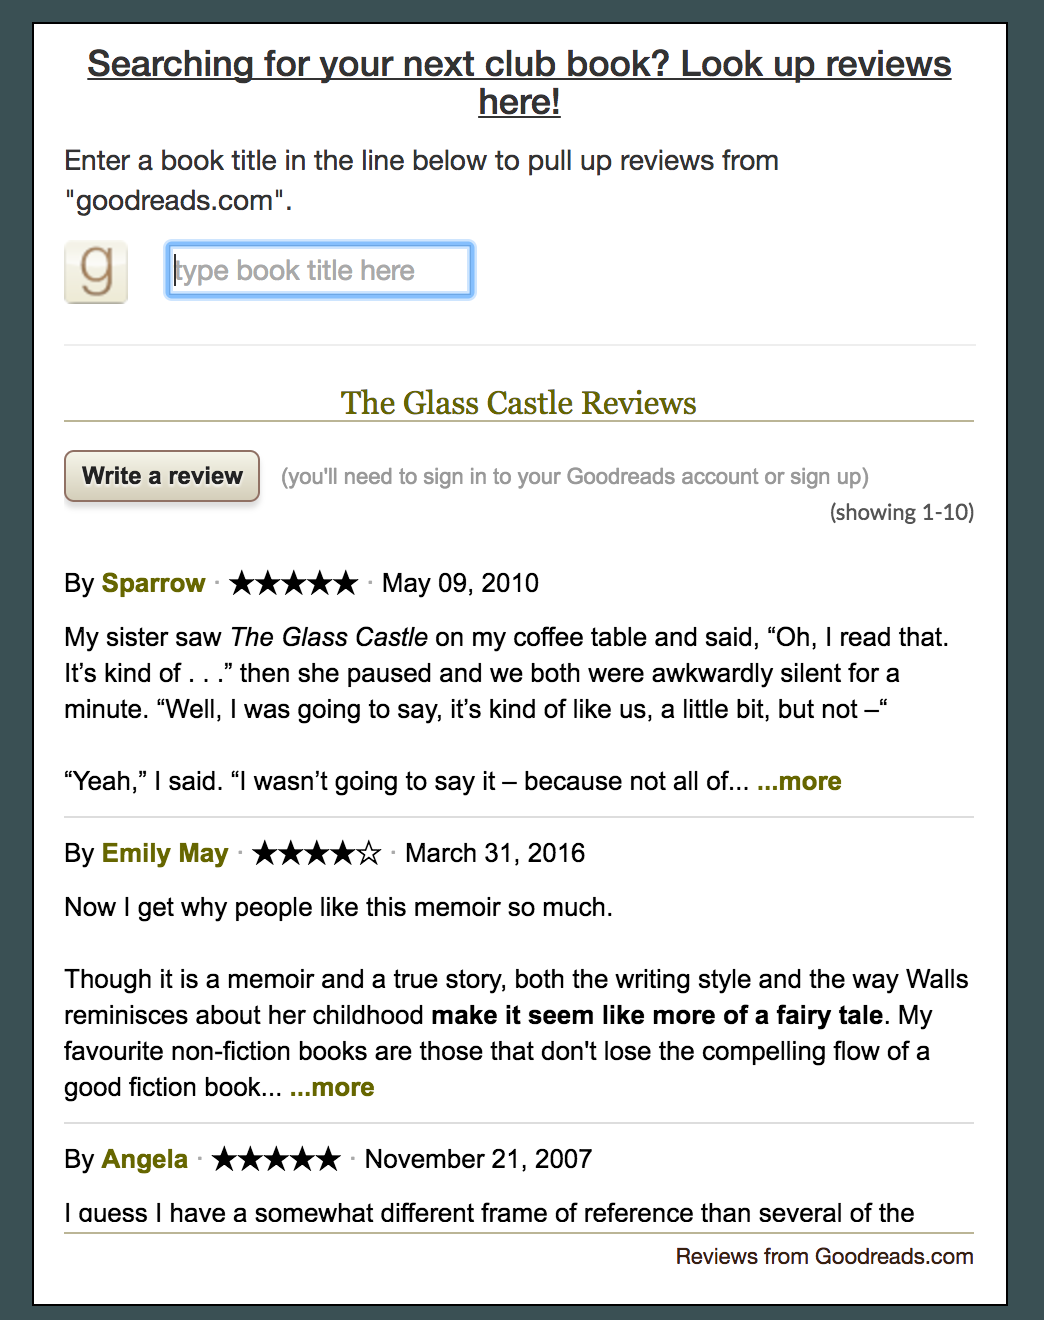 Searching for your next club book? Look up reviews
here!
Enter a book title in the line below to pull up reviews from
"goodreads.com".
g
type book title here
The Glass Castle Reviews
Write a review (you'll need to sign in to your Goodreads account or sign up)
(showing 1-10)
By Sparrow · ★★★★★ · May 09, 2010
My sister saw The Glass Castle on my coffee table and said, “Oh, I read that.
It’s kind of . . .” then she paused and we both were awkwardly silent for a
minute. “Well, I was going to say, it’s kind of like us, a little bit, but not –“
“Yeah,” I said. “I wasn’t going to say it – because not all of... ...more
By Emily May · ★★★★☆ · March 31, 2016
Now I get why people like this memoir so much.
Though it is a memoir and a true story, both the writing style and the way Walls
reminisces about her childhood make it seem like more of a fairy tale. My
favourite non-fiction books are those that don't lose the compelling flow of a
good fiction book... ...more
By Angela · ★★★★★ · November 21, 2007
I guess I have a somewhat different frame of reference than several of the
Reviews from Goodreads.com